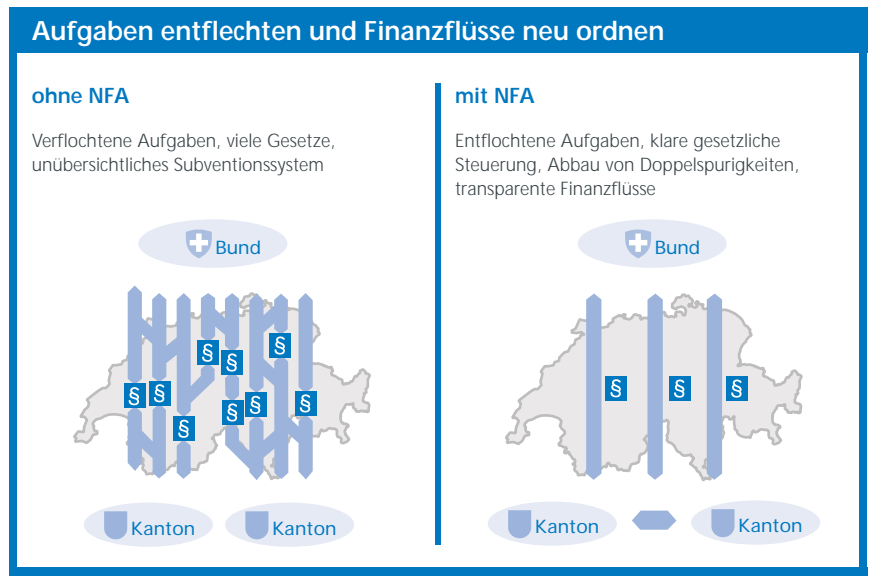 Aufgaben entflechten und Finanzflüsse neu ordnen
ohne NFA
Verflochtene Aufgaben, viele Gesetze,
unübersichtliches Subventionssystem
Bund
§
§
§
§
§
§
§
§
§
Kanton
Kanton
mit NFA
Entflochtene Aufgaben, klare gesetzliche
Steuerung, Abbau von Doppelspurigkeiten,
transparente Finanzflüsse
Bund
§ § §
Kanton
Kanton